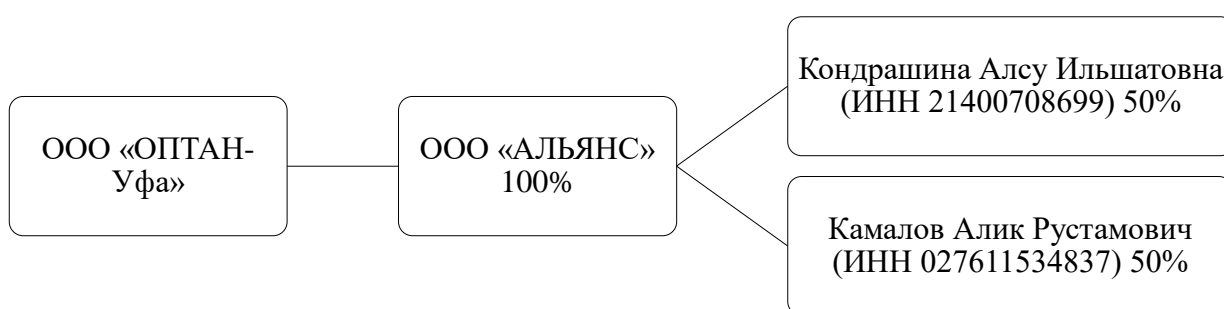 ООО «ОПТАН-
Уфа»
ООО «АЛЬЯНС»
100%
Кондрашина Алсу Ильшатовна
(ИНН 21400708699) 50%
Камалов Алик Рустамович
(ИНН 027611534837) 50%